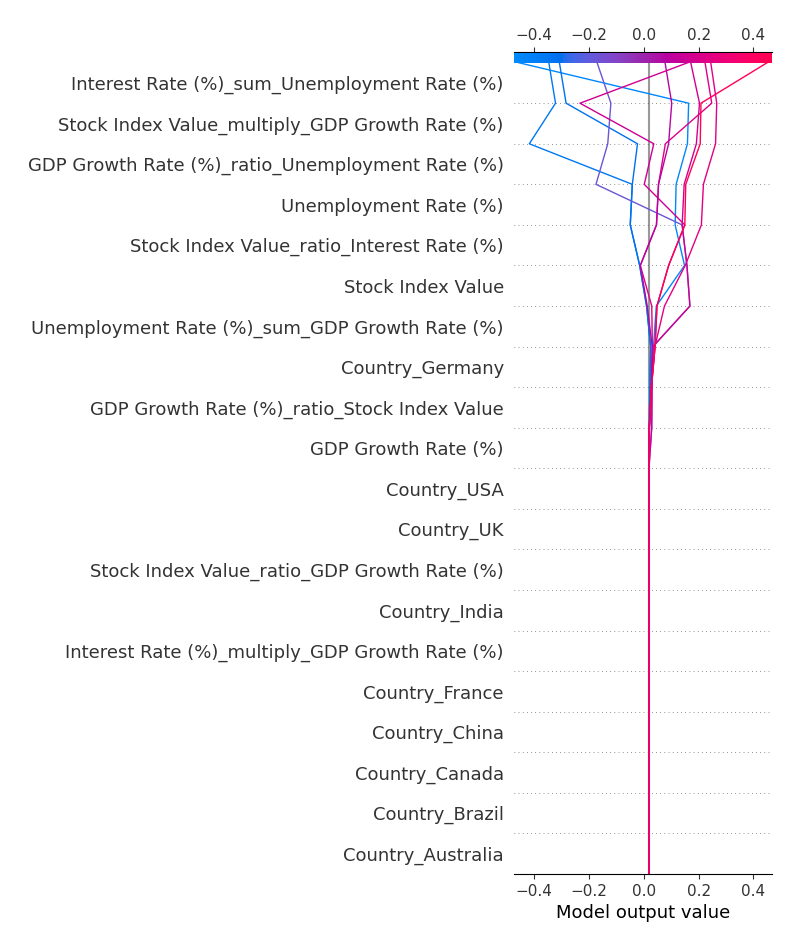 −0.4 −0.2 0.0 0.2 0.4
Interest Rate (%)_sum_Unemployment Rate (%)
Stock Index Value_multiply_GDP Growth Rate (%)
GDP Growth Rate (%)_ratio_Unemployment Rate (%)
Unemployment Rate (%)
Stock Index Value_ratio_Interest Rate (%)
Stock Index Value
Unemployment Rate (%)_sum_GDP Growth Rate (%)
Country_Germany
GDP Growth Rate (%)_ratio_Stock Index Value
GDP Growth Rate (%)
Country_USA
Country_UK
Stock Index Value_ratio_GDP Growth Rate (%)
Country_India
Interest Rate (%)_multiply_GDP Growth Rate (%)
Country_France
Country_China
Country_Canada
Country_Brazil
Country_Australia
−0.4 −0.2 0.0 0.2 0.4
Model output value